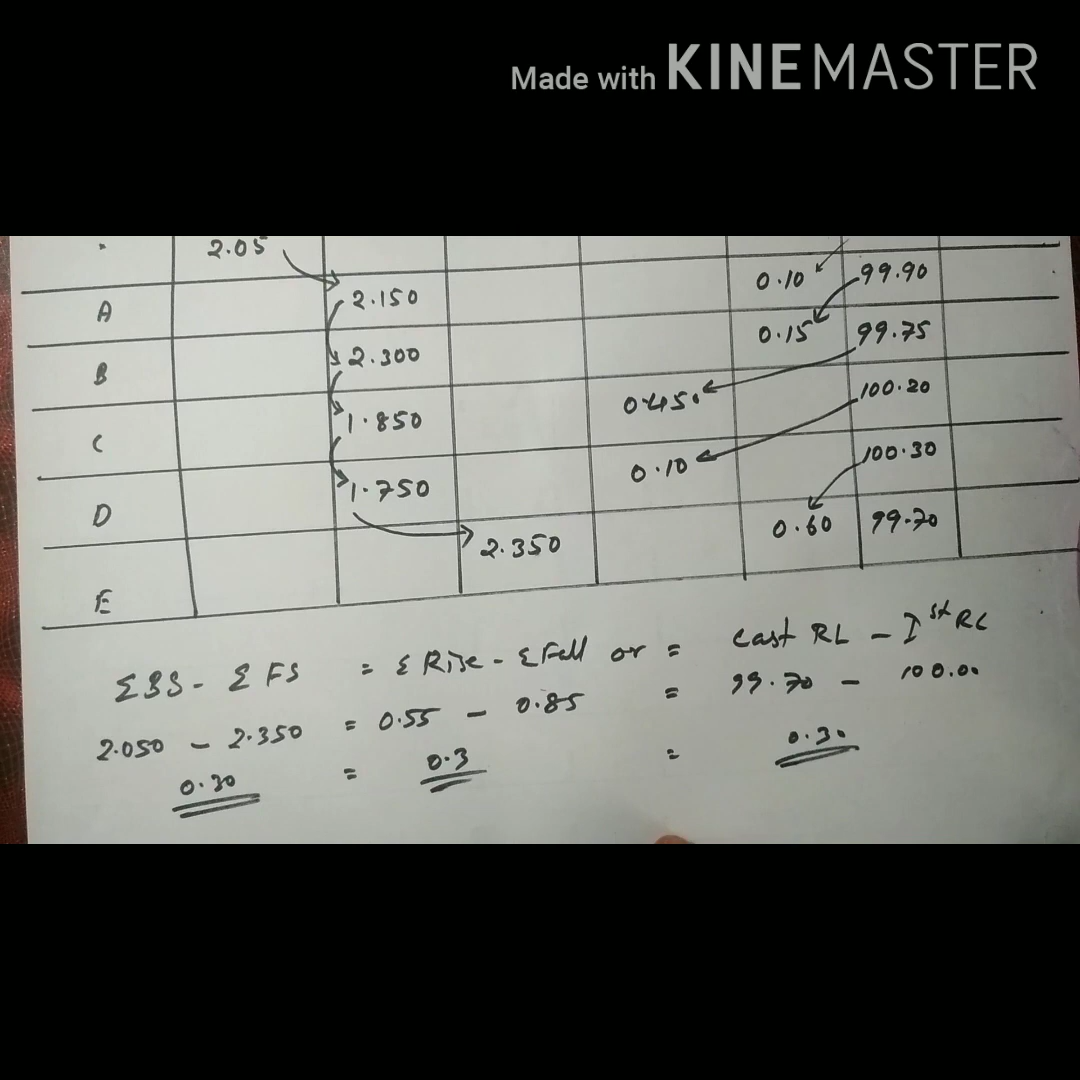 Made with KINEMASTER
2.05
A 2.150 0.10 99.90
B 2.300 0.15 99.75
C 1.850 0.45 100.20
D 1.750 0.10 100.30
E 2.350 0.60 99.70
ΣBS - ΣFS = ΣRise - ΣFall or = Last RL - Ist RL
2.050 - 2.350 = 0.55 - 0.85 = 99.70 - 100.00
0.30 = 0.3 = 0.30